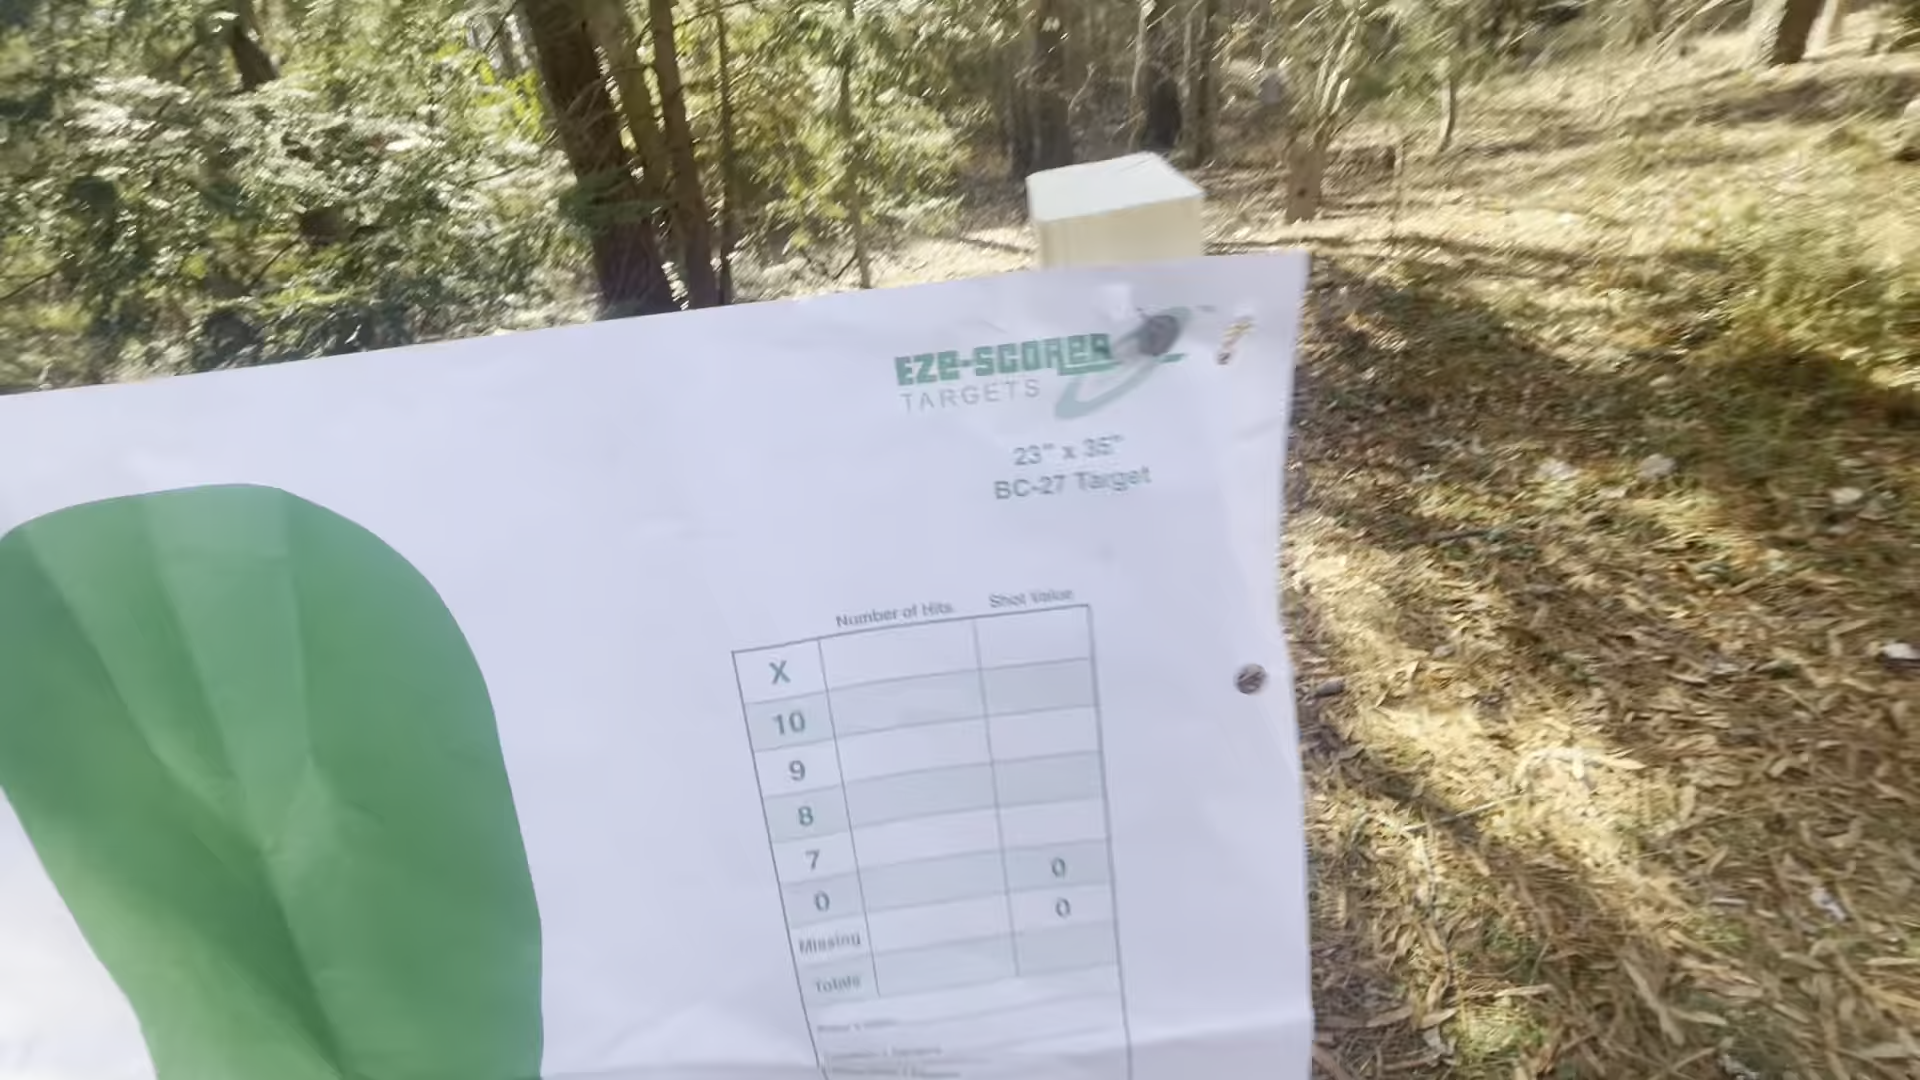 EZE-SCORER
TARGETS
23" x 35"
BC-27 Target
Number of Hits Shot Value
X
10
9
8
7
0 0
Missing 0
Totals